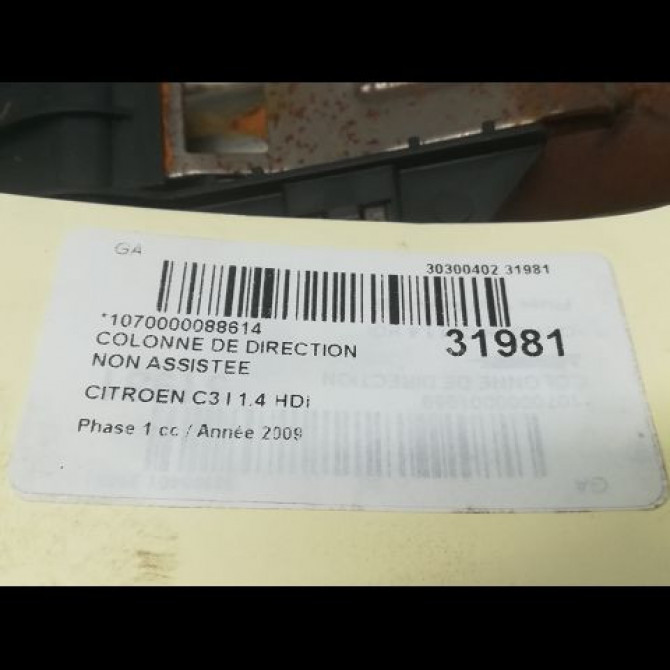 GA
30300402 31981
*1070000088614
31981
COLONNE DE DIRECTION
NON ASSISTEE
CITROEN C3 I 1.4 HDi
Phase 1 cc / Année 2009
GA